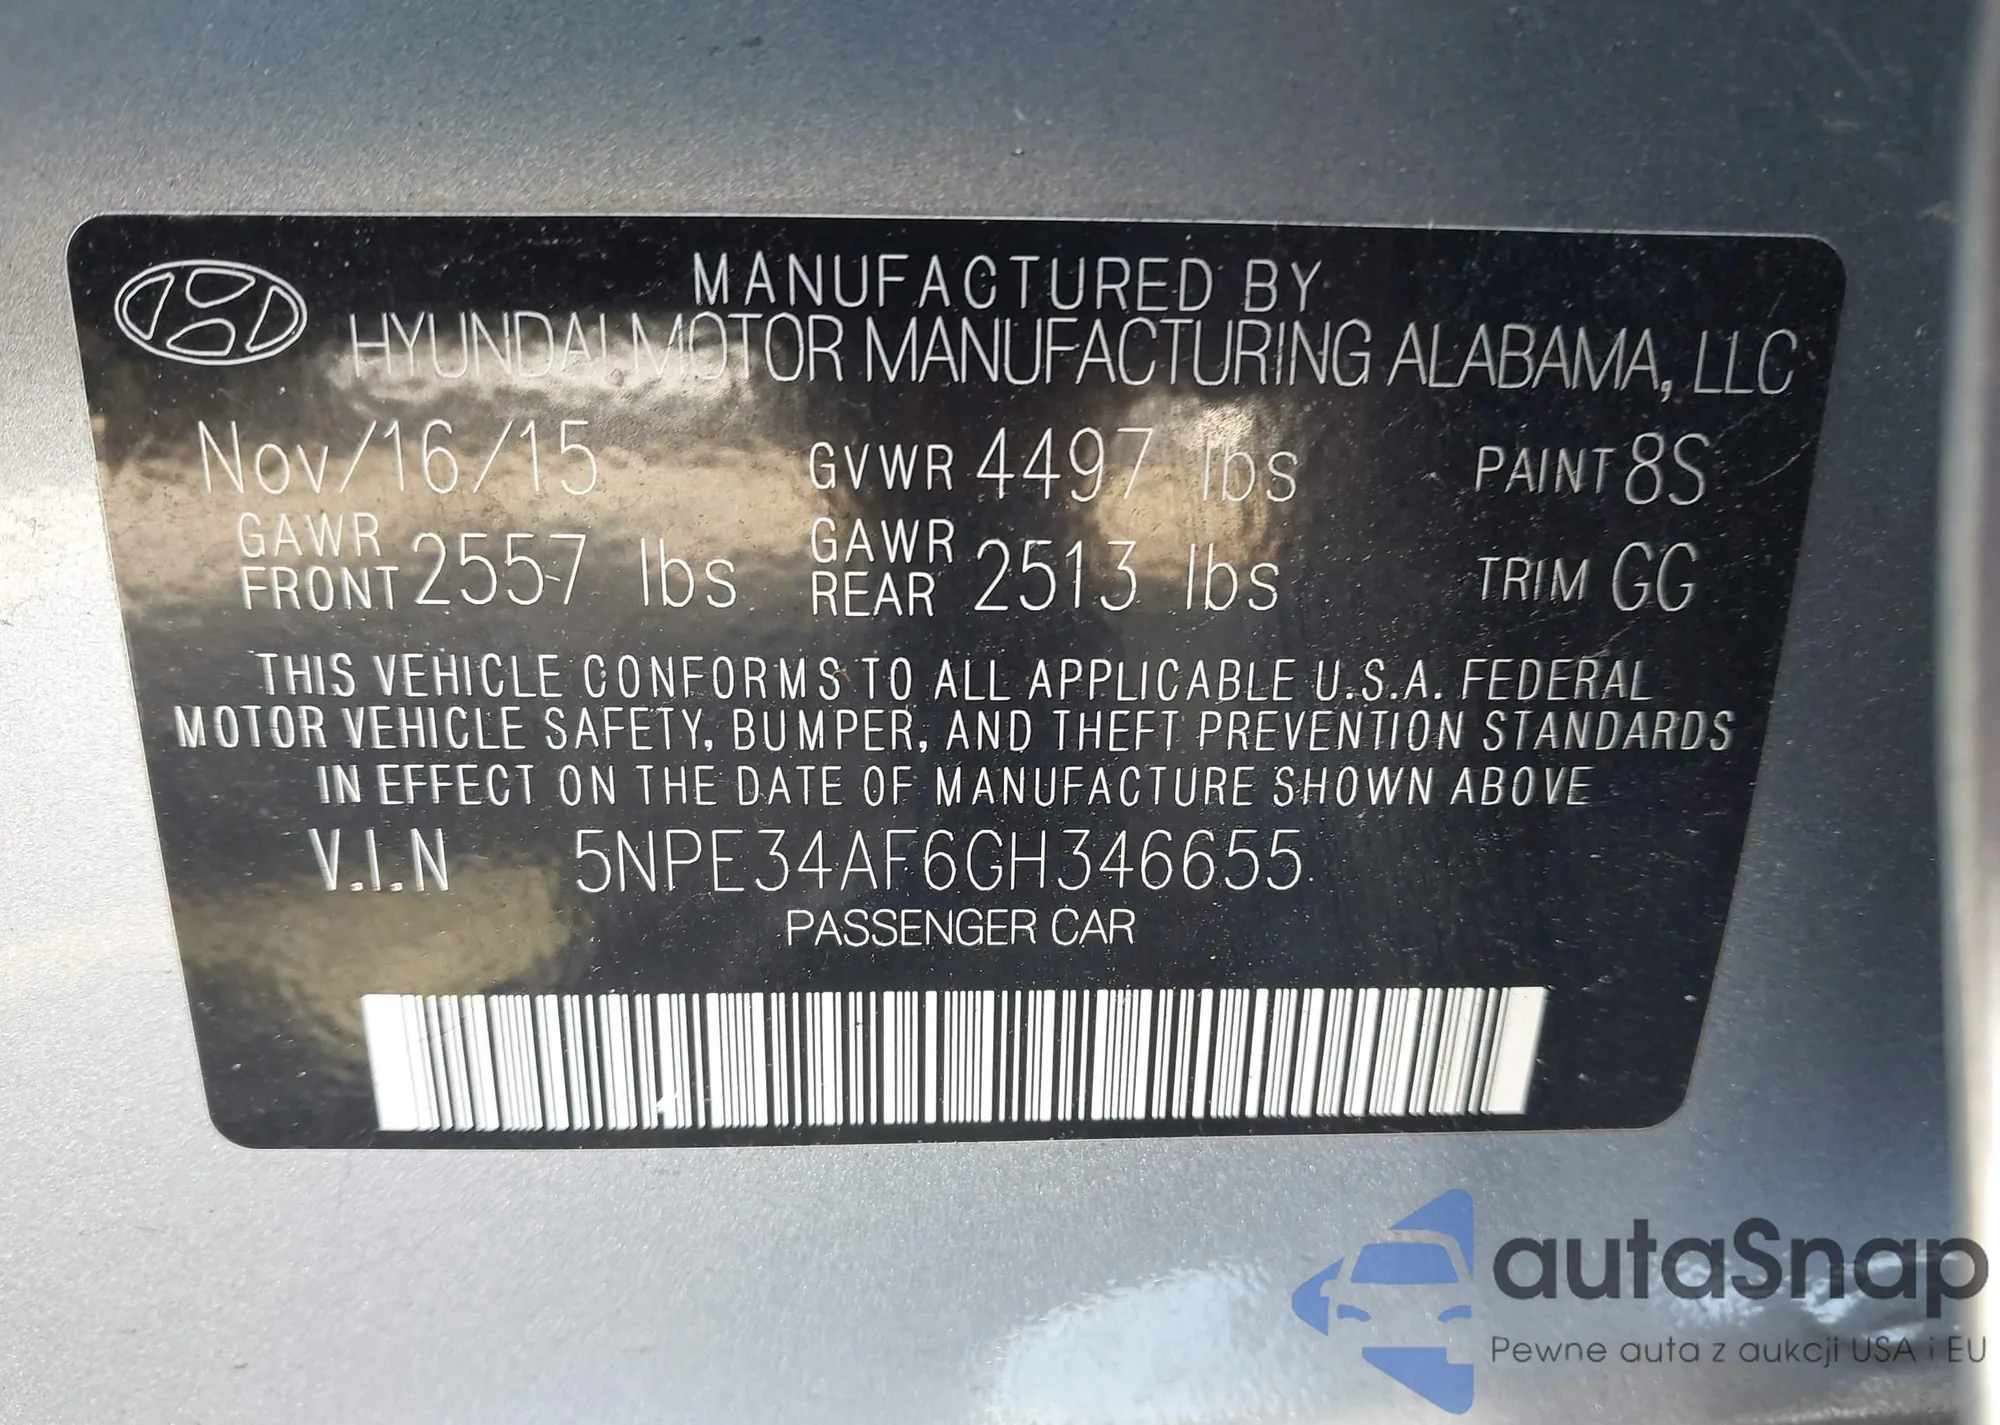 MANUFACTURED BY
HYUNDAI MOTOR MANUFACTURING ALABAMA, LLC
Nov/16/15 GVWR 4497 lbs PAINT 8S
GAWR FRONT 2557 lbs GAWR REAR 2513 lbs TRIM GG
THIS VEHICLE CONFORMS TO ALL APPLICABLE U.S.A. FEDERAL
MOTOR VEHICLE SAFETY, BUMPER, AND THEFT PREVENTION STANDARDS
IN EFFECT ON THE DATE OF MANUFACTURE SHOWN ABOVE
V.I.N 5NPE34AF6GH346655
PASSENGER CAR
autaSnap
Pewne auta z aukcji USA i EU